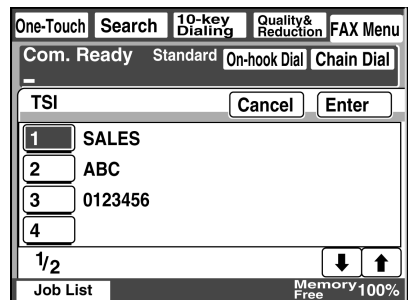 One-Touch Search 10-key Dialing Quality& Reduction FAX Menu
Com. Ready Standard On-hook Dial Chain Dial
TSI Cancel Enter
1 SALES
2 ABC
3 0123456
4
1/2
Job List Memory Free 100%